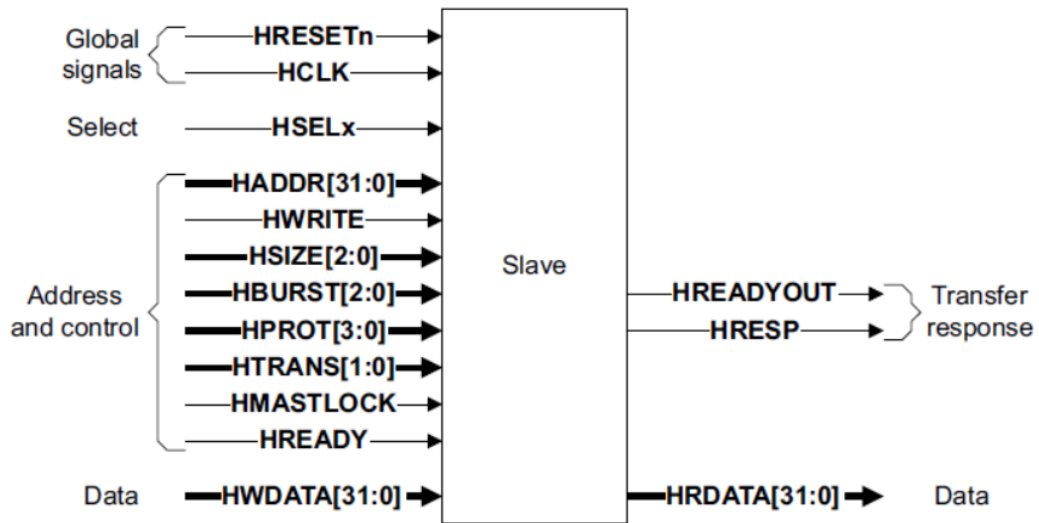 Global
signals
HRESETn
HCLK
Select
HSELx
Address
and control
HADDR[31:0]
HWRITE
HSIZE[2:0]
HBURST[2:0]
HPROT[3:0]
HTRANS[1:0]
HMASTLOCK
HREADY
Data
HWDATA[31:0]
Slave
HREADYOUT
HRESP
Transfer
response
HRDATA[31:0]
Data